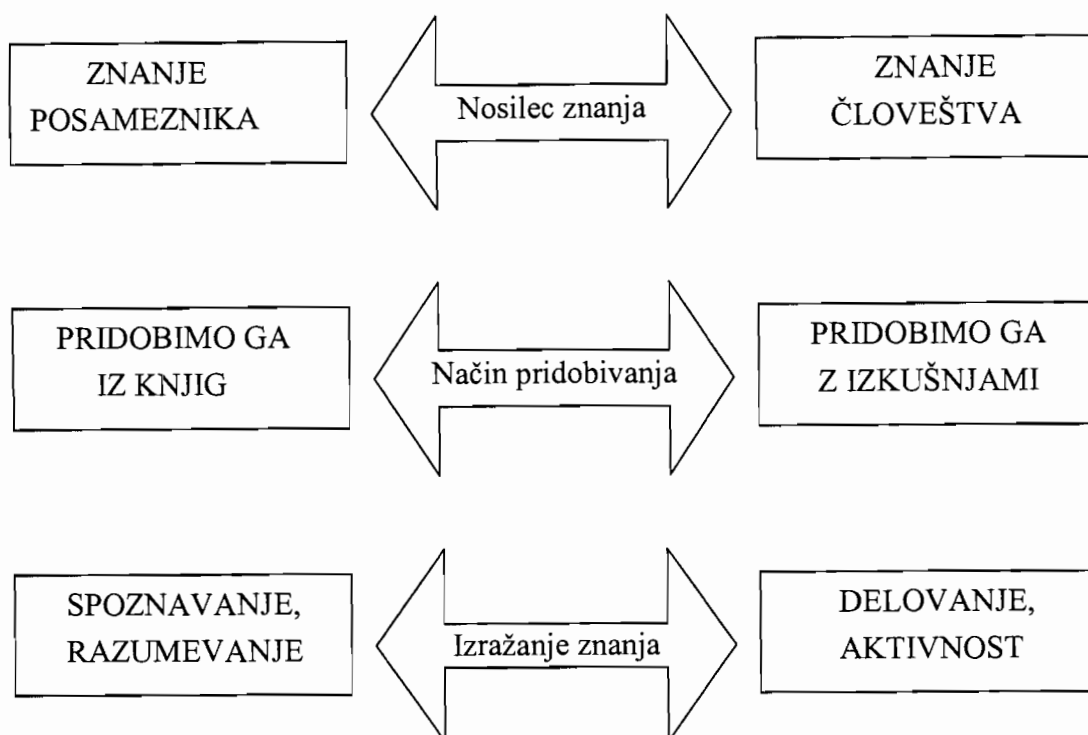 ZNANJE
POSAMEZNIKA
Nosilec znanja
ZNANJE
ČLOVEŠTVA
PRIDOBIMO GA
IZ KNJIG
Način pridobivanja
PRIDOBIMO GA
Z IZKUŠNJAMI
SPOZNAVANJE,
RAZUMEVANJE
Izražanje znanja
DELOVANJE,
AKTIVNOST